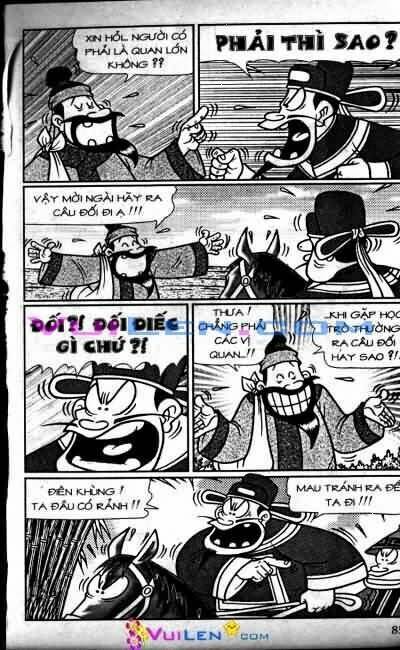 XIN HỎI. NGƯỜI CÓ
PHẢI LÀ QUAN LỚN
KHÔNG ??
PHẢI THÌ SAO?
VẬY MỜI NGÀI HÃY RA
CÂU ĐỐI ĐI Ạ !!!
ĐỐI?! ĐỐI ĐIẾC
GÌ CHỨ ?!
THƯA !
CHẲNG PHẢI
CÁC VỊ
QUAN...!!
...KHI GẶP HỌC
TRÒ THƯỜNG
RA CÂU ĐỐI
HAY SAO ?!
ĐIÊN KHÙNG !
TA ĐÂU CÓ RẢNH !!
MAU TRÁNH RA ĐỂ
TA ĐI !!!
VUILEN.COM